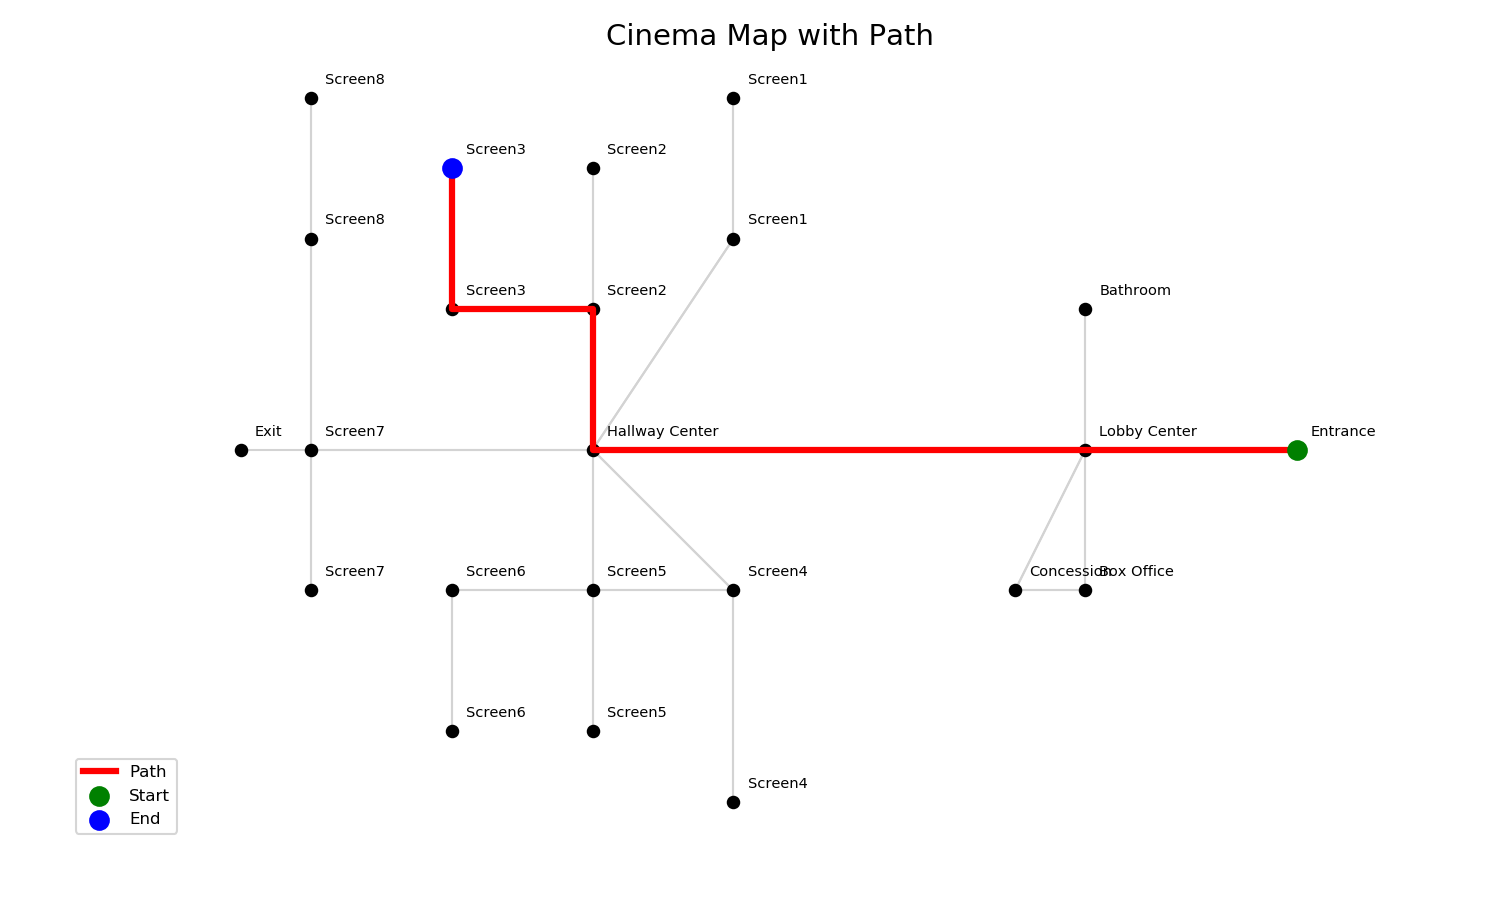 Cinema Map with Path
Screen8
Screen1
Screen3
Screen2
Screen8
Screen1
Screen3
Screen2
Bathroom
Exit
Screen7
Hallway Center
Lobby Center
Entrance
Screen7
Screen6
Screen5
Screen4
Concession
Box Office
Screen6
Screen5
Screen4
Path
Start
End